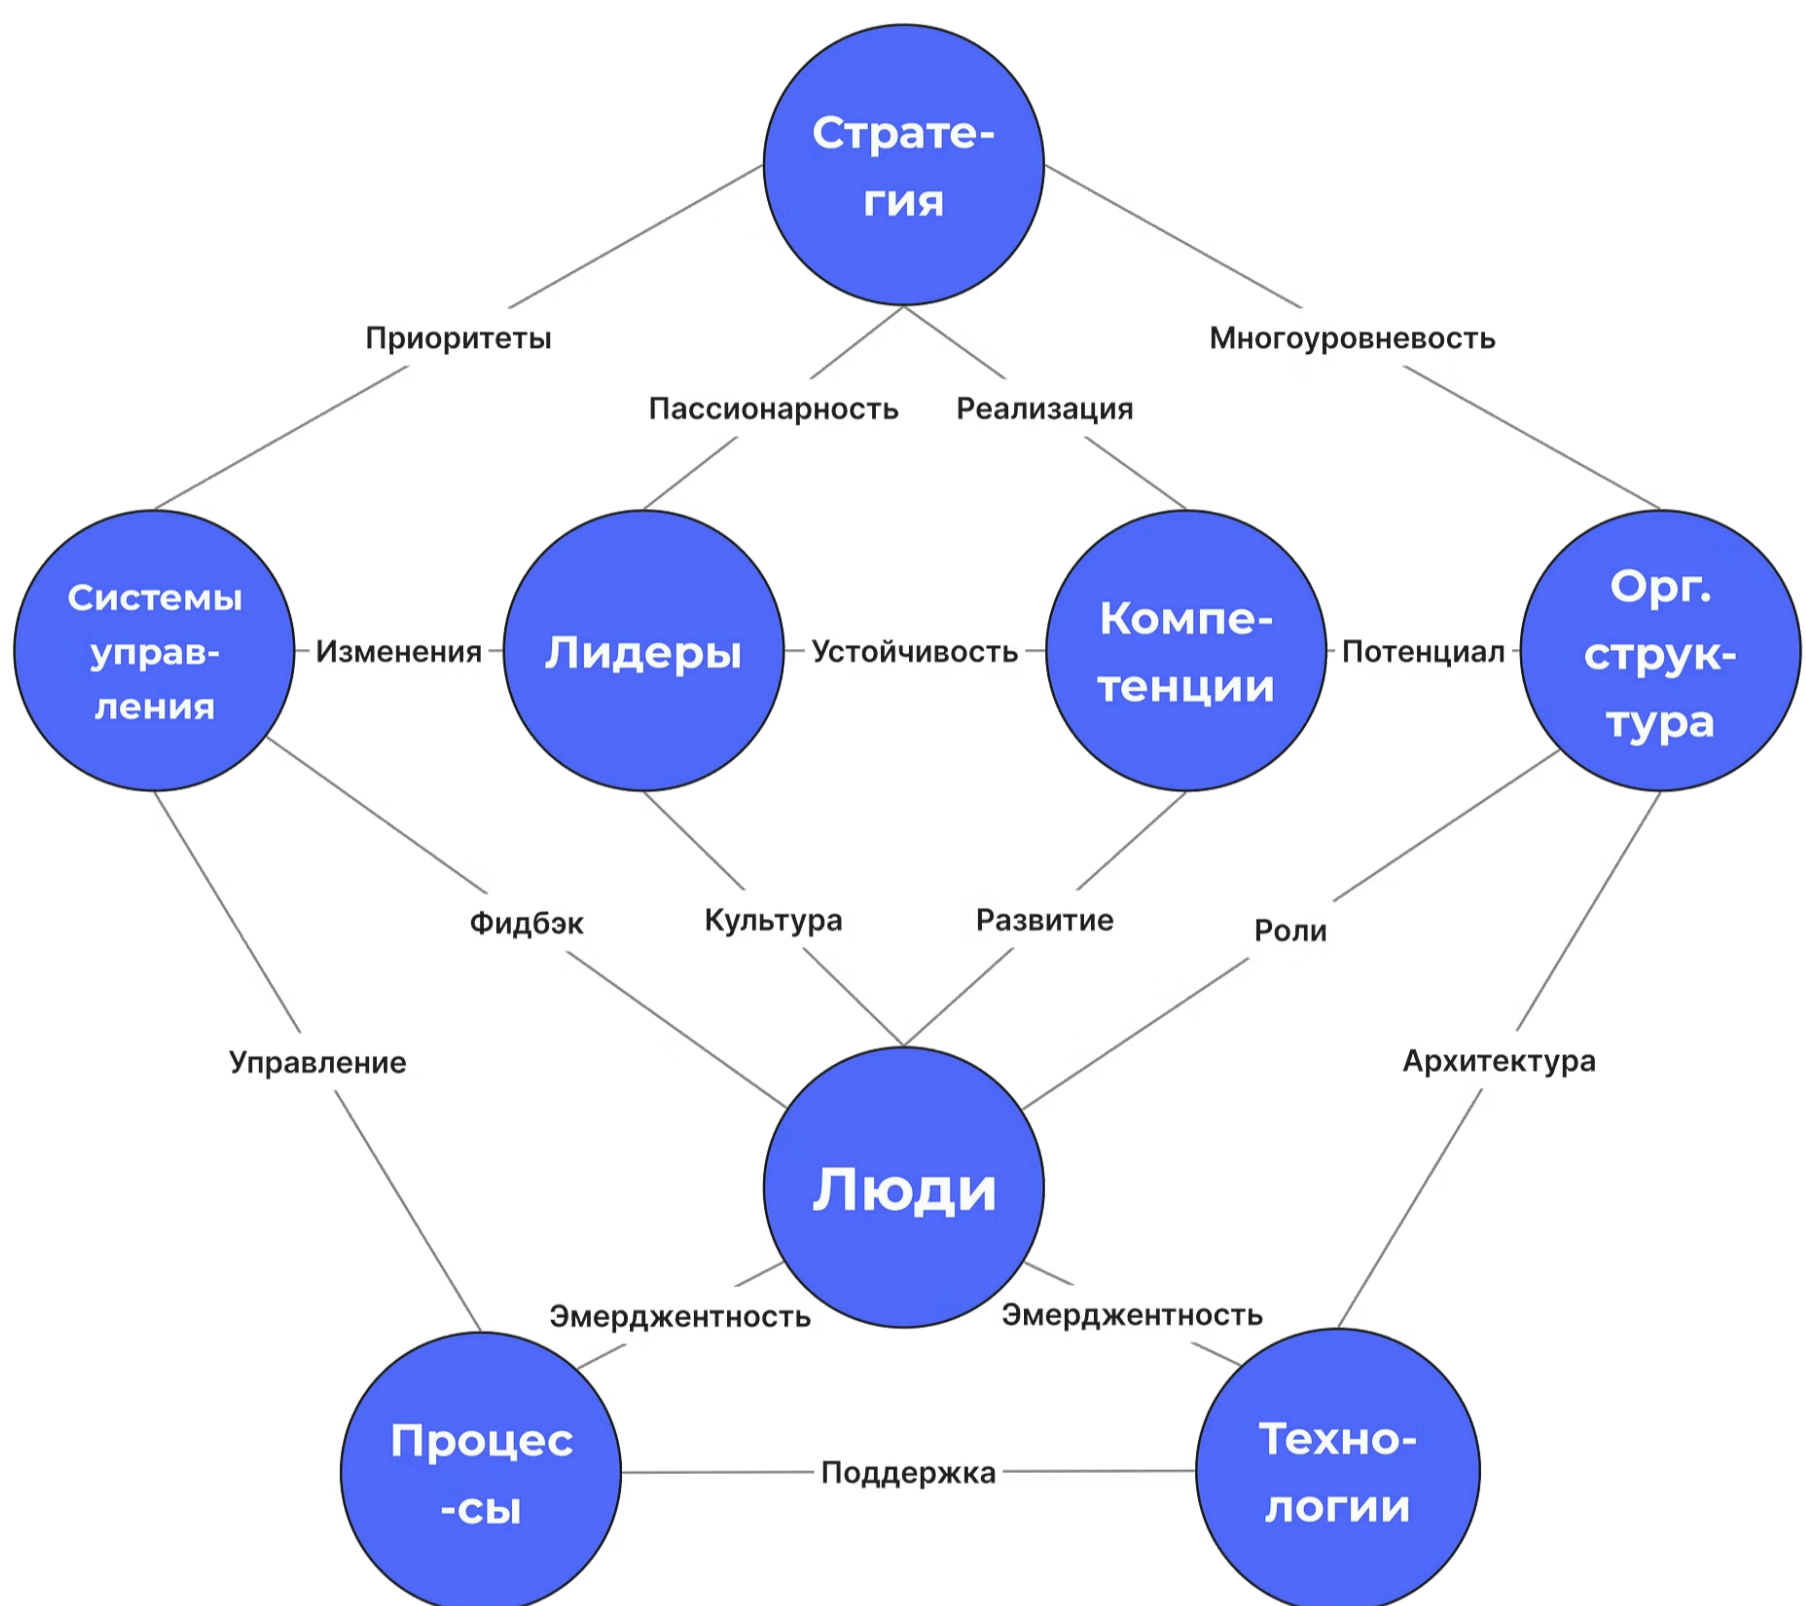 Страте-
гия
Приоритеты
Многоуровневость
Пассионарность
Реализация
Системы
управ-
ления
Изменения
Лидеры
Устойчивость
Компе-
тенции
Потенциал
Орг.
струк-
тура
Фидбэк
Культура
Развитие
Роли
Управление
Архитектура
Люди
Эмерджентность
Эмерджентность
Процес
-сы
Поддержка
Техно-
логии